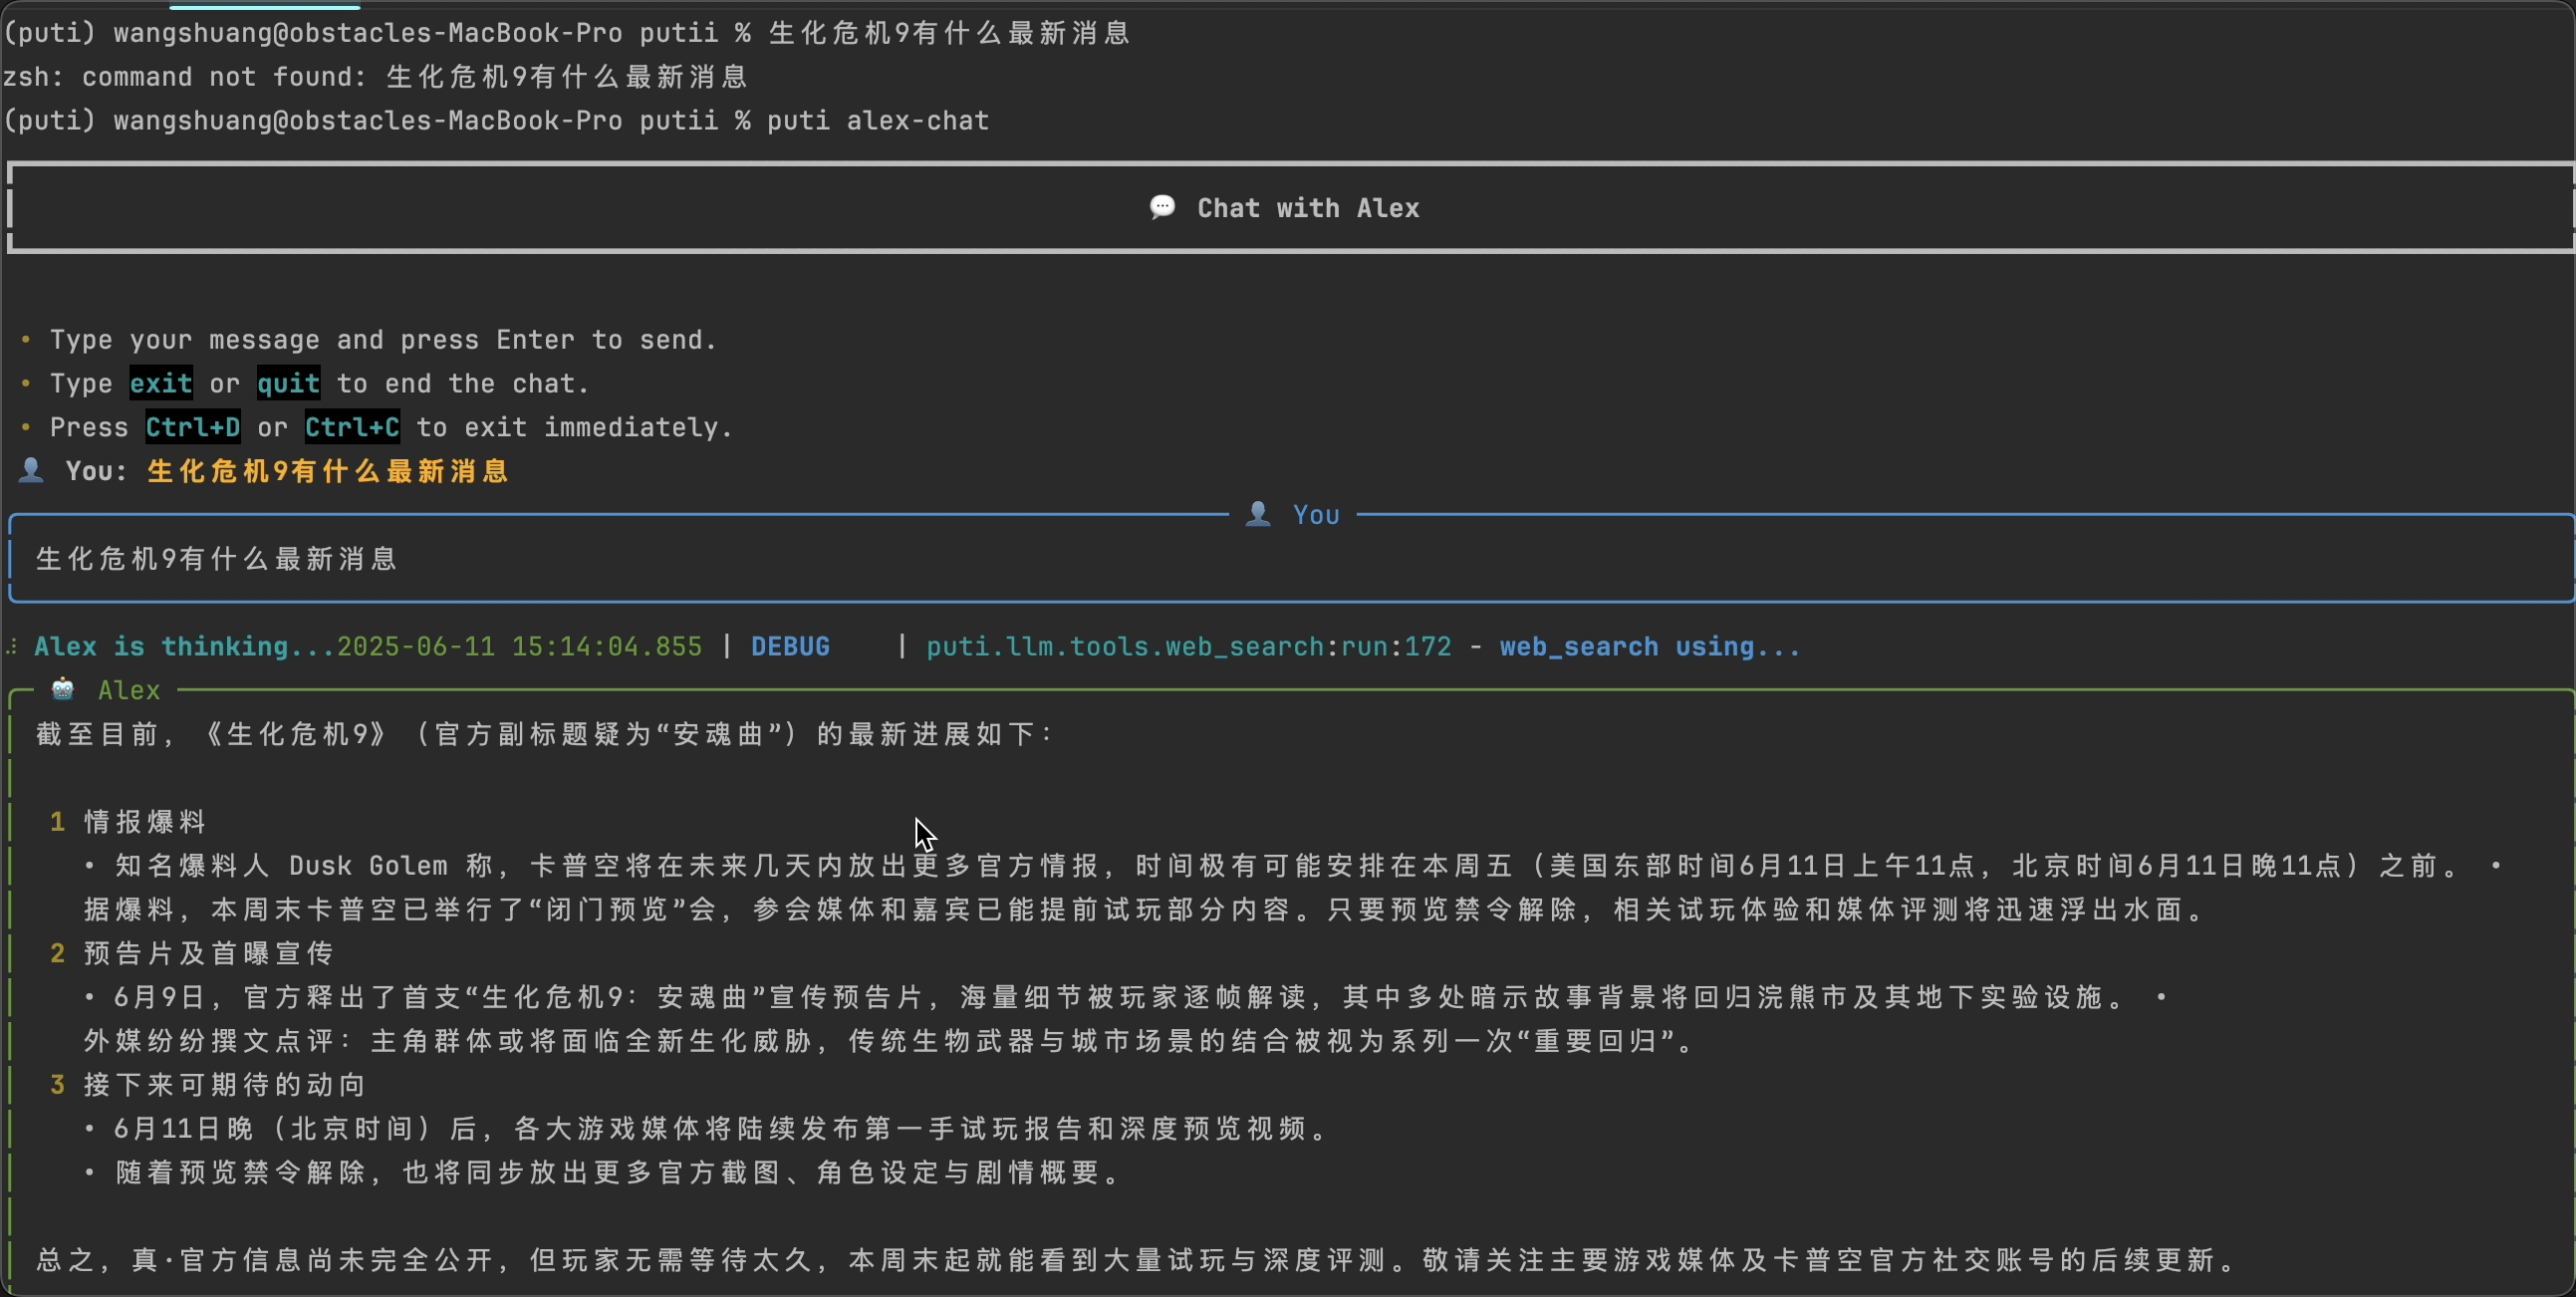 (puti) wangshuang@obstacles-MacBook-Pro putii % 生化危机9有什么最新消息
zsh: command not found: 生化危机9有什么最新消息
(puti) wangshuang@obstacles-MacBook-Pro putii % puti alex-chat
💬 Chat with Alex
• Type your message and press Enter to send.
• Type exit or quit to end the chat.
• Press Ctrl+D or Ctrl+C to exit immediately.
👤 You: 生化危机9有什么最新消息
👤 You
生化危机9有什么最新消息
Alex is thinking...2025-06-11 15:14:04.855 | DEBUG    | puti.llm.tools.web_search:run:172 - web_search using...
🤖 Alex
截至目前，《生化危机9》（官方副标题疑为“安魂曲”）的最新进展如下：
1 情报爆料
• 知名爆料人 Dusk Golem 称，卡普空将在未来几天内放出更多官方情报，时间极有可能安排在本周五（美国东部时间6月11日上午11点，北京时间6月11日晚11点）之前。 •
据爆料，本周末卡普空已举行了“闭门预览”会，参会媒体和嘉宾已能提前试玩部分内容。只要预览禁令解除，相关试玩体验和媒体评测将迅速浮出水面。
2 预告片及首曝宣传
• 6月9日，官方释出了首支“生化危机9：安魂曲”宣传预告片，海量细节被玩家逐帧解读，其中多处暗示故事背景将回归浣熊市及其地下实验设施。 •
外媒纷纷撰文点评：主角群体或将面临全新生化威胁，传统生物武器与城市场景的结合被视为系列一次“重要回归”。
3 接下来可期待的动向
• 6月11日晚（北京时间）后，各大游戏媒体将陆续发布第一手试玩报告和深度预览视频。
• 随着预览禁令解除，也将同步放出更多官方截图、角色设定与剧情概要。
总之，真·官方信息尚未完全公开，但玩家无需等待太久，本周末起就能看到大量试玩与深度评测。敬请关注主要游戏媒体及卡普空官方社交账号的后续更新。